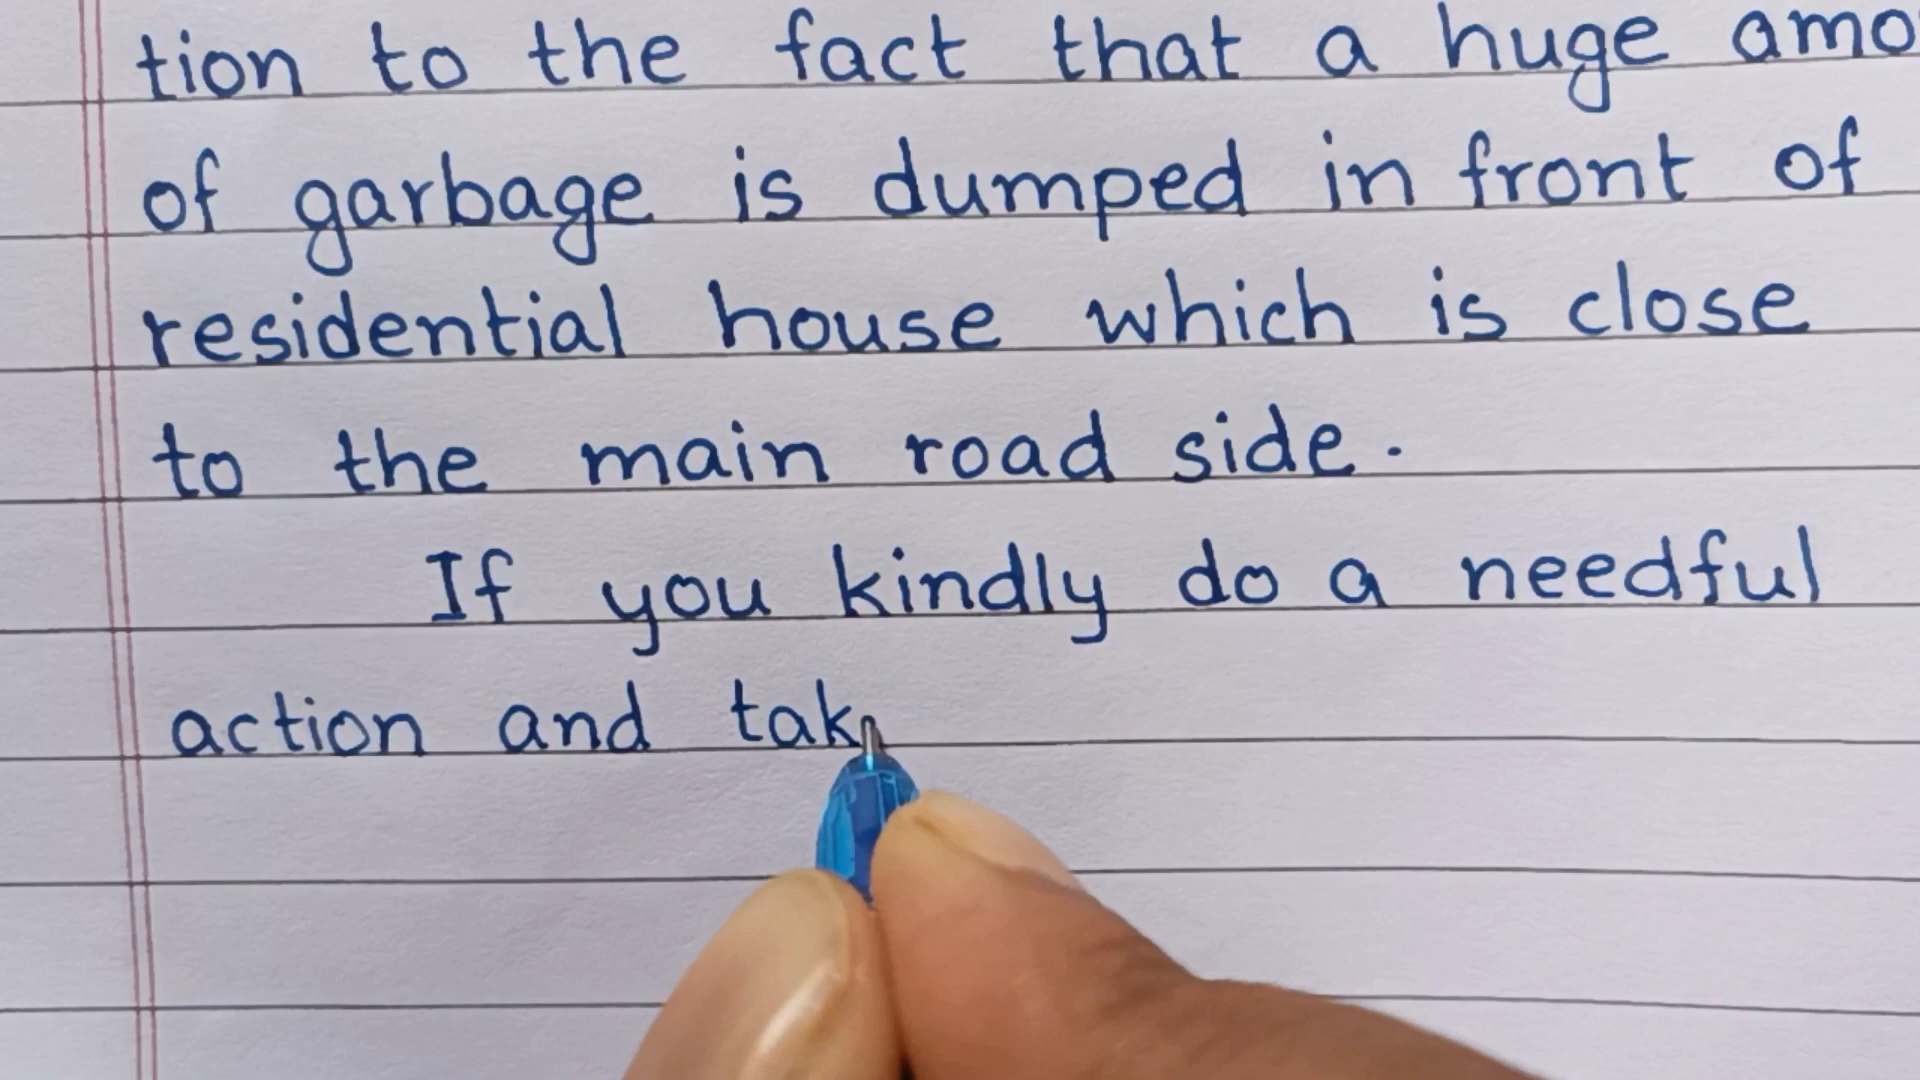 tion to the fact that a huge amo
of garbage is dumped in front of
residential house which is close
to the main road side.
If you kindly do a needful
action and tak